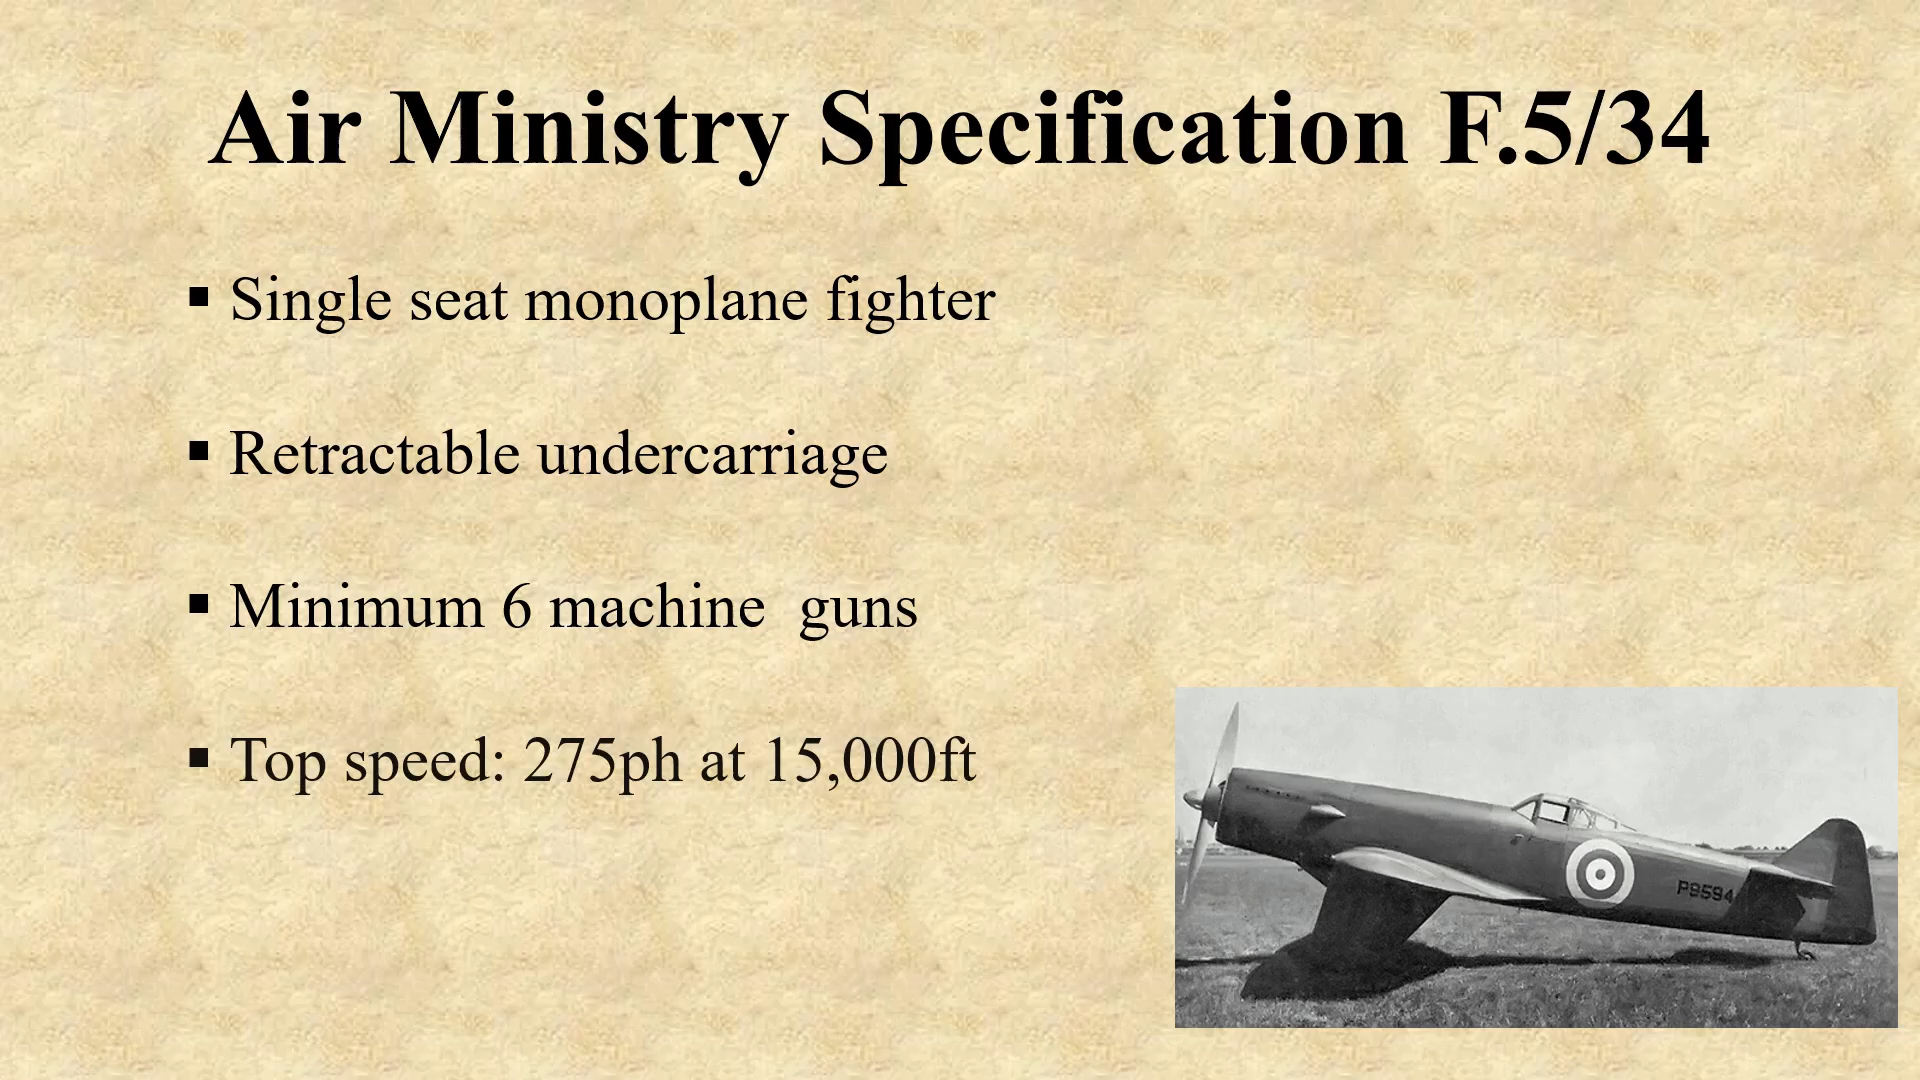 Air Ministry Specification F.5/34
▪ Single seat monoplane fighter
▪ Retractable undercarriage
▪ Minimum 6 machine  guns
▪ Top speed: 275ph at 15,000ft
P9594